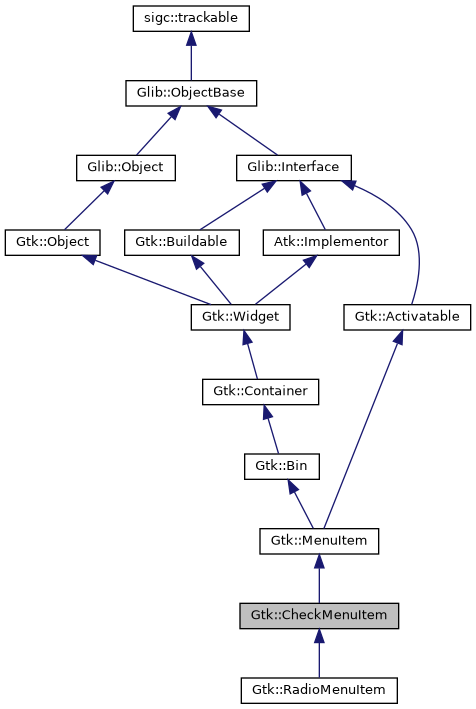 sigc::trackable
Glib::ObjectBase
Glib::Object
Glib::Interface
Gtk::Object
Gtk::Buildable
Atk::Implementor
Gtk::Widget
Gtk::Activatable
Gtk::Container
Gtk::Bin
Gtk::MenuItem
Gtk::CheckMenuItem
Gtk::RadioMenuItem